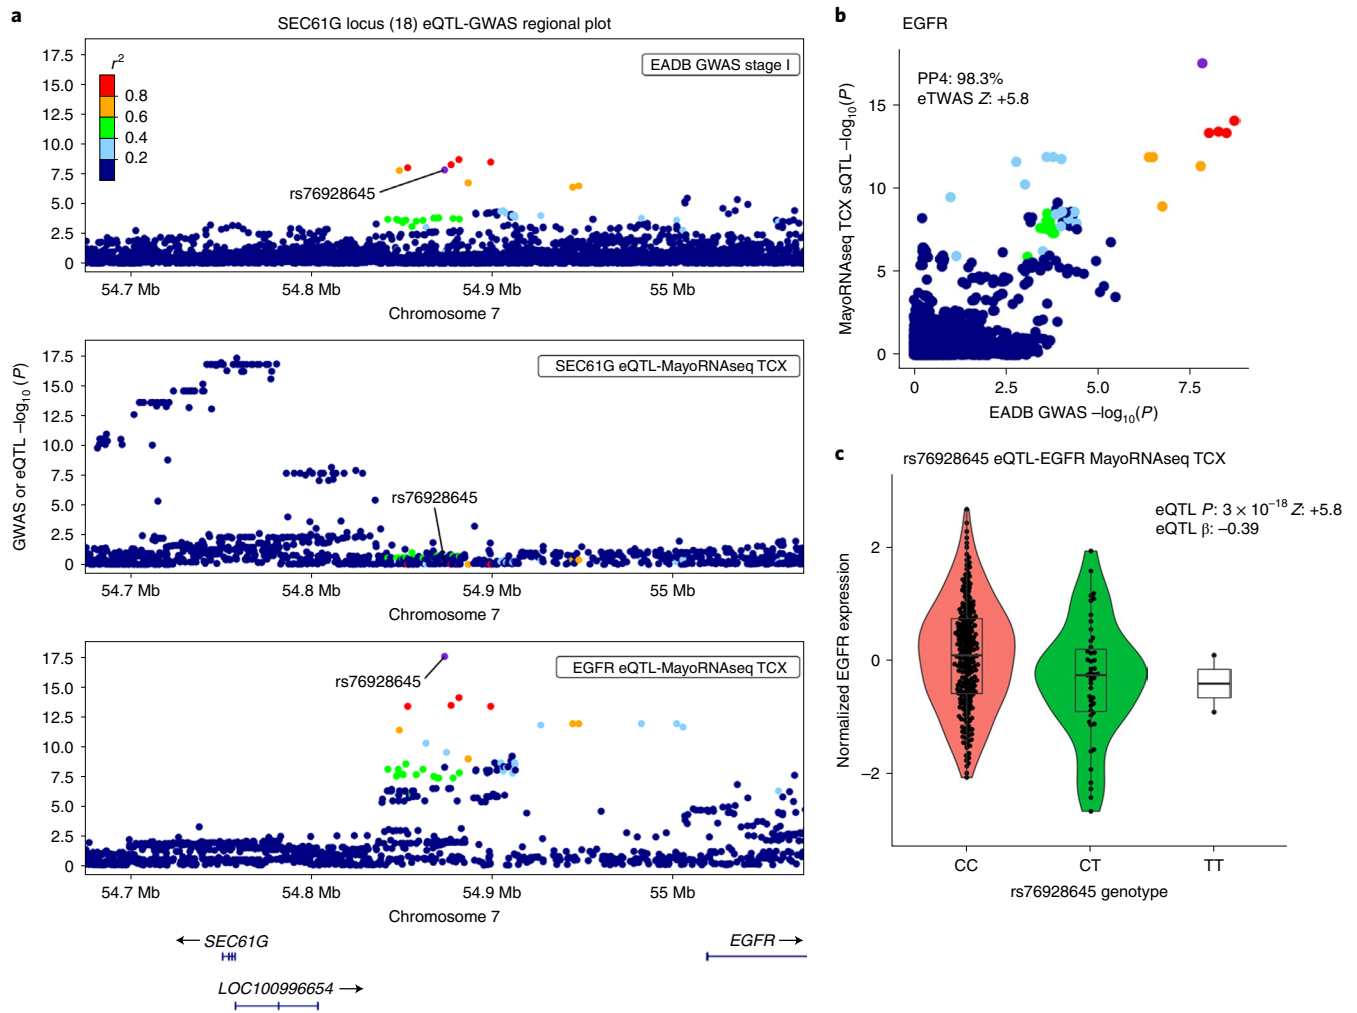 a
SEC61G locus (18) eQTL-GWAS regional plot
GWAS or eQTL –log10 (P)
17.5
15.0
12.5
10.0
7.5
5.0
2.5
0
r2
0.8
0.6
0.4
0.2
EADB GWAS stage I
rs76928645
54.7 Mb 54.8 Mb 54.9 Mb 55 Mb
Chromosome 7
17.5
15.0
12.5
10.0
7.5
5.0
2.5
0
SEC61G eQTL-MayoRNAseq TCX
rs76928645
54.7 Mb 54.8 Mb 54.9 Mb 55 Mb
Chromosome 7
17.5
15.0
12.5
10.0
7.5
5.0
2.5
0
EGFR eQTL-MayoRNAseq TCX
rs76928645
54.7 Mb 54.8 Mb 54.9 Mb 55 Mb
Chromosome 7
SEC61G
EGFR
LOC100996654
b
EGFR
PP4: 98.3%
eTWAS Z: +5.8
MayoRNAseq TCX sQTL –log10(P)
15
10
5
0
0 2.5 5.0 7.5
EADB GWAS –log10(P)
c
rs76928645 eQTL-EGFR MayoRNAseq TCX
eQTL P: 3 × 10−18 Z: +5.8
eQTL β: –0.39
Normalized EGFR expression
2
0
–2
CC CT TT
rs76928645 genotype